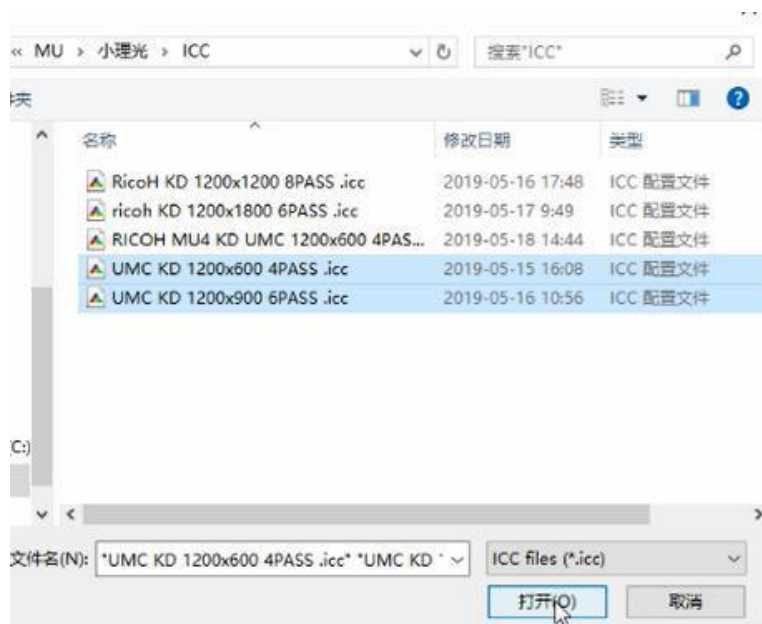 « MU › 小理光 › ICC
搜索"ICC"
件夹
名称 修改日期 类型
RicoH KD 1200x1200 8PASS .icc 2019-05-16 17:48 ICC 配置文件
ricoh KD 1200x1800 6PASS .icc 2019-05-17 9:49 ICC 配置文件
RICOH MU4 KD UMC 1200x600 4PAS... 2019-05-18 14:44 ICC 配置文件
UMC KD 1200x600 4PASS .icc 2019-05-15 16:08 ICC 配置文件
UMC KD 1200x900 6PASS .icc 2019-05-16 10:56 ICC 配置文件
C:)
文件名(N): "UMC KD 1200x600 4PASS .icc" "UMC KD ICC files (*.icc)
打开(O) 取消